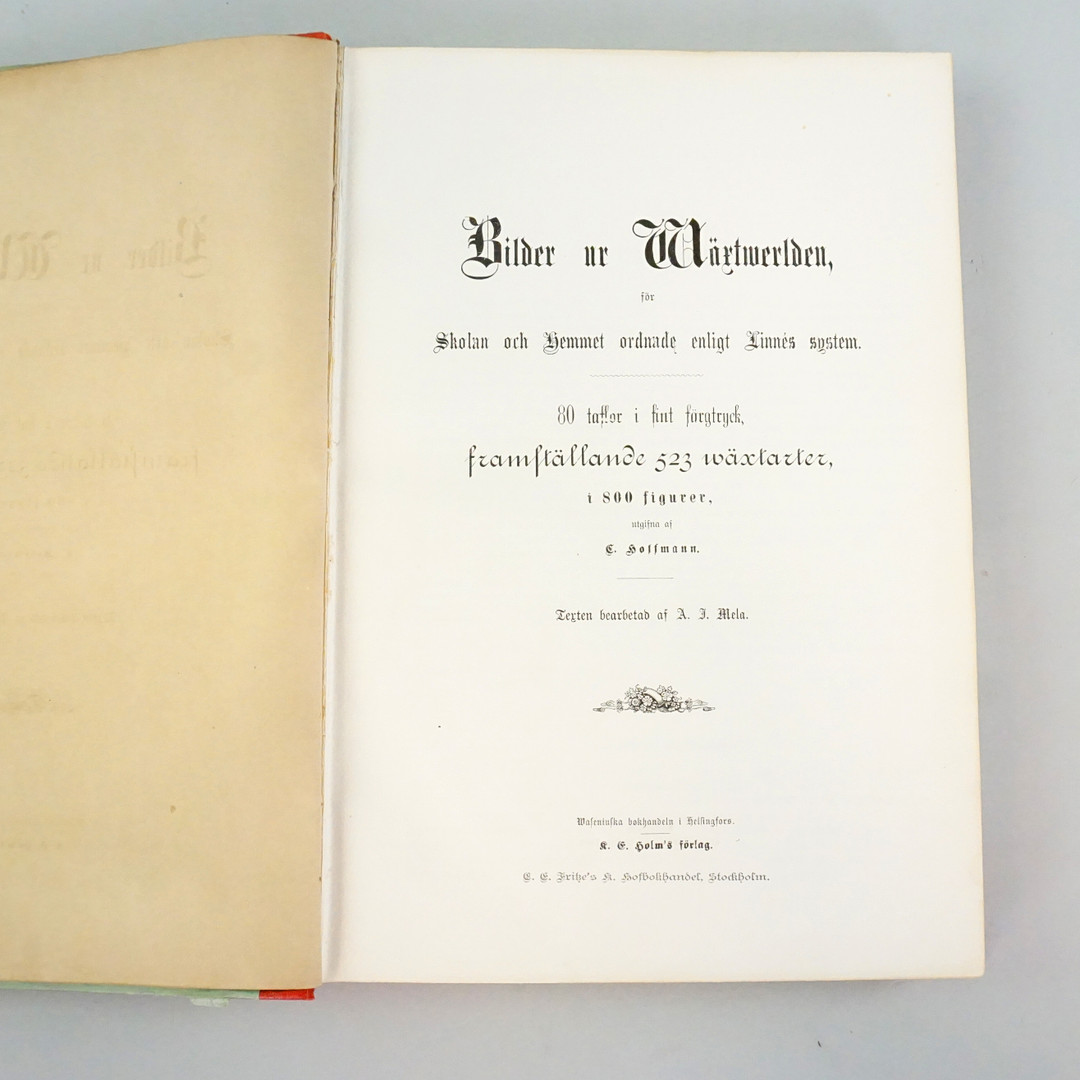 Bilder ur Wäxtwerlden,
för
Skolan och Hemmet ordnade enligt Linnés system.
80 taflor i fint färgtryck,
framställande 523 wäxtarter,
i 800 figurer,
utgifna af
C. Hoffmann.
Texten bearbetad af A. J. Mela.
Waseniuska bokhandeln i Helsingfors.
K. E. Holm's förlag.
C. E. Fritze's K. Hofbokhandel, Stockholm.